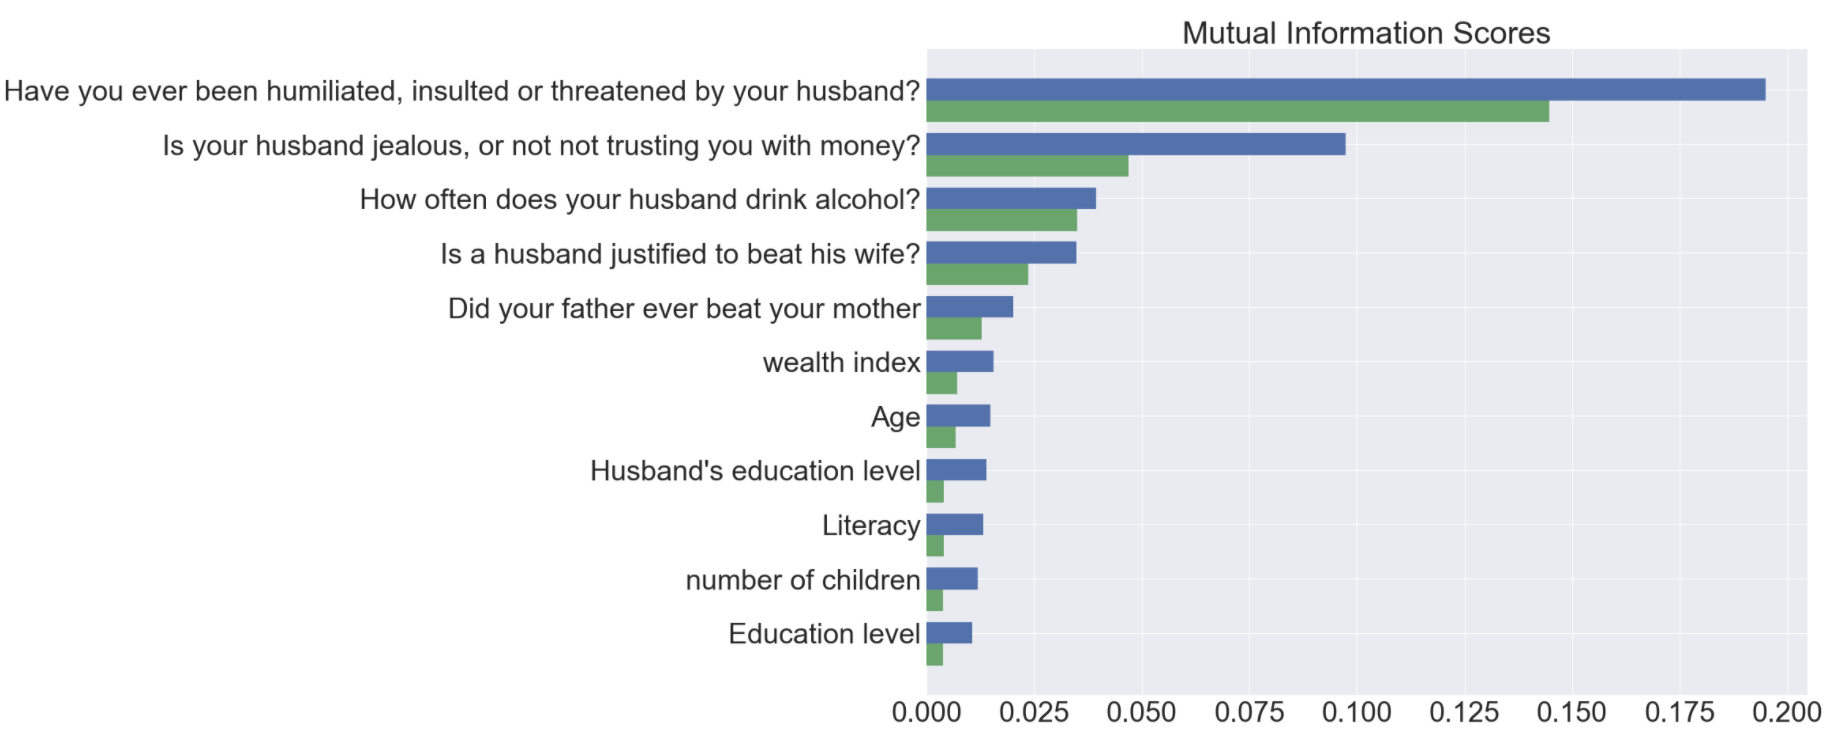 Mutual Information Scores
Have you ever been humiliated, insulted or threatened by your husband?
Is your husband jealous, or not not trusting you with money?
How often does your husband drink alcohol?
Is a husband justified to beat his wife?
Did your father ever beat your mother
wealth index
Age
Husband's education level
Literacy
number of children
Education level
0.000 0.025 0.050 0.075 0.100 0.125 0.150 0.175 0.200